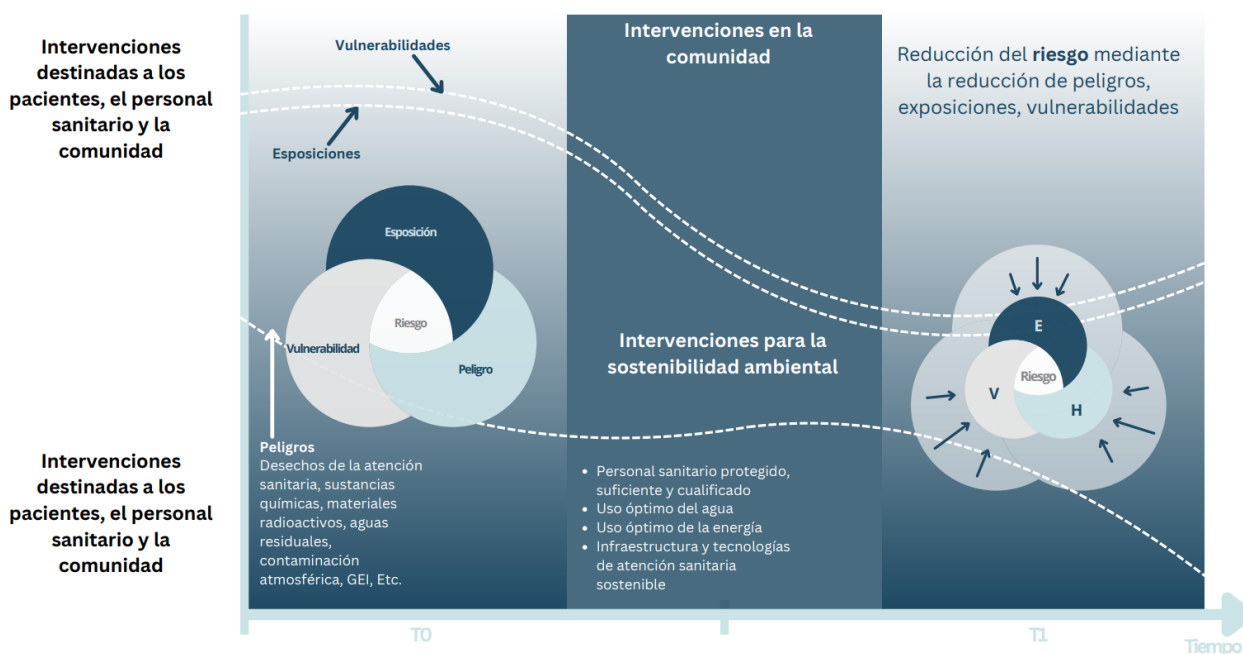 Intervenciones
destinadas a los
pacientes, el personal
sanitario y la
comunidad
Intervenciones
destinadas a los
pacientes, el personal
sanitario y la
comunidad
Vulnerabilidades
Esposiciones
Esposición
Riesgo
Vulnerabilidad
Peligro
Peligros
Desechos de la atención
sanitaria, sustancias
químicas, materiales
radioactivos, aguas
residuales,
contaminación
atmosférica, GEI, Etc.
Intervenciones en la
comunidad
Intervenciones para la
sostenibilidad ambiental
• Personal sanitario protegido,
suficiente y cualificado
• Uso óptimo del agua
• Uso óptimo de la energía
• Infraestructura y tecnologías
de atención sanitaria
sostenible
Reducción del riesgo mediante
la reducción de peligros,
exposiciones, vulnerabilidades
E
Riesgo
V
H
T0
T1
Tiempo